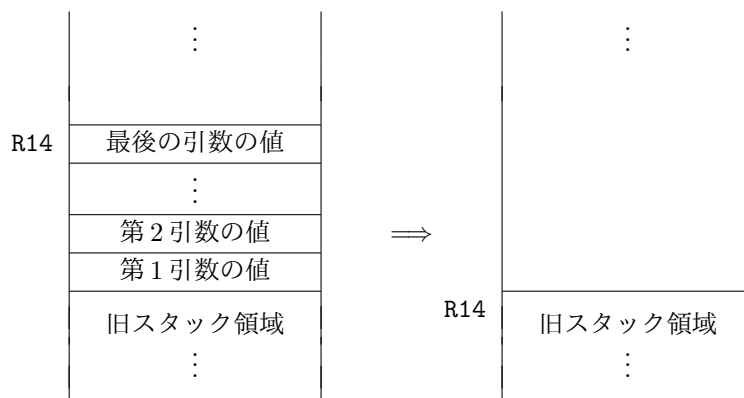 ⋮ ⋮
R14 最後の引数の値
⋮
第2引数の値 ⟹
第1引数の値
旧スタック領域 R14 旧スタック領域
⋮ ⋮